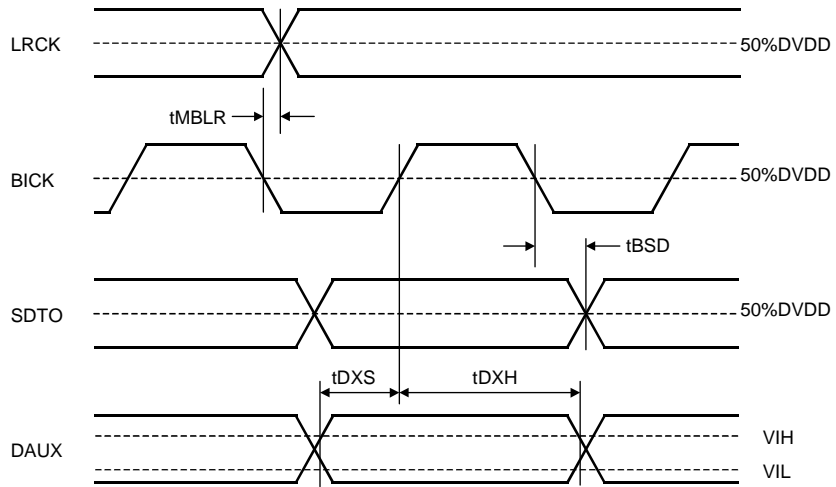 LRCK
50%DVDD
tMBLR
BICK
50%DVDD
tBSD
SDTO
50%DVDD
tDXS
tDXH
DAUX
VIH
VIL